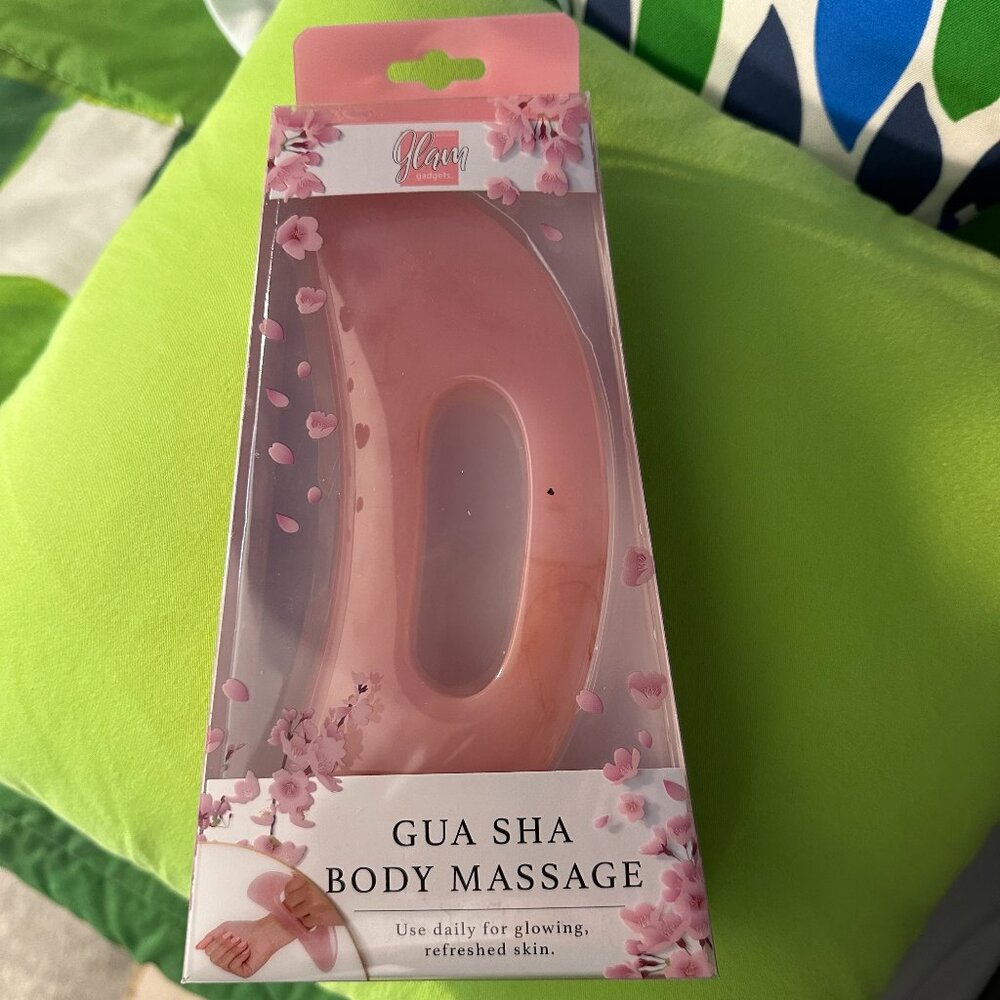 glam
gadgets.
GUA SHA
BODY MASSAGE
Use daily for glowing,
refreshed skin.